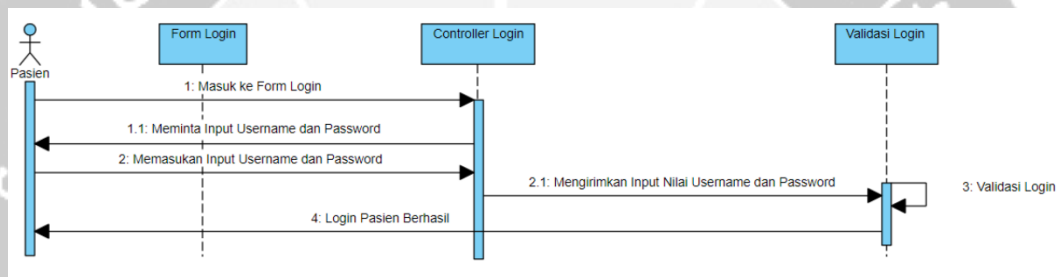 Form Login
Controller Login
Validasi Login
Pasien
1: Masuk ke Form Login
1.1: Meminta Input Username dan Password
2: Memasukan Input Username dan Password
2.1: Mengirimkan Input Nilai Username dan Password
3: Validasi Login
4: Login Pasien Berhasil